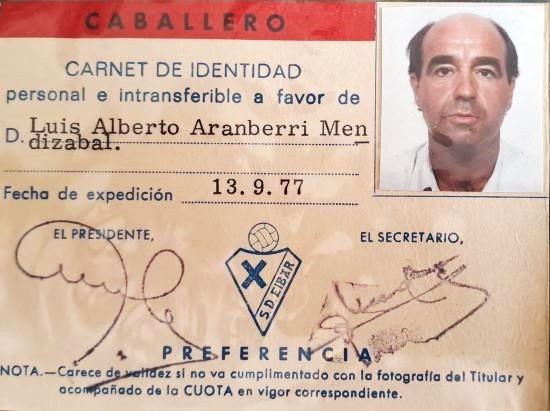 CABALLERO
CARNET DE IDENTIDAD
personal e intransferible a favor de
D. Luis Alberto Aranberri Men
dizabal.
Fecha de expedición 13.9.77
EL PRESIDENTE,
EL SECRETARIO,
S.D. EIBAR
PREFERENCIA
NOTA.—Carece de validez si no va cumplimentado con la fotografía del Titular y
acompañado de la CUOTA en vigor correspondiente.